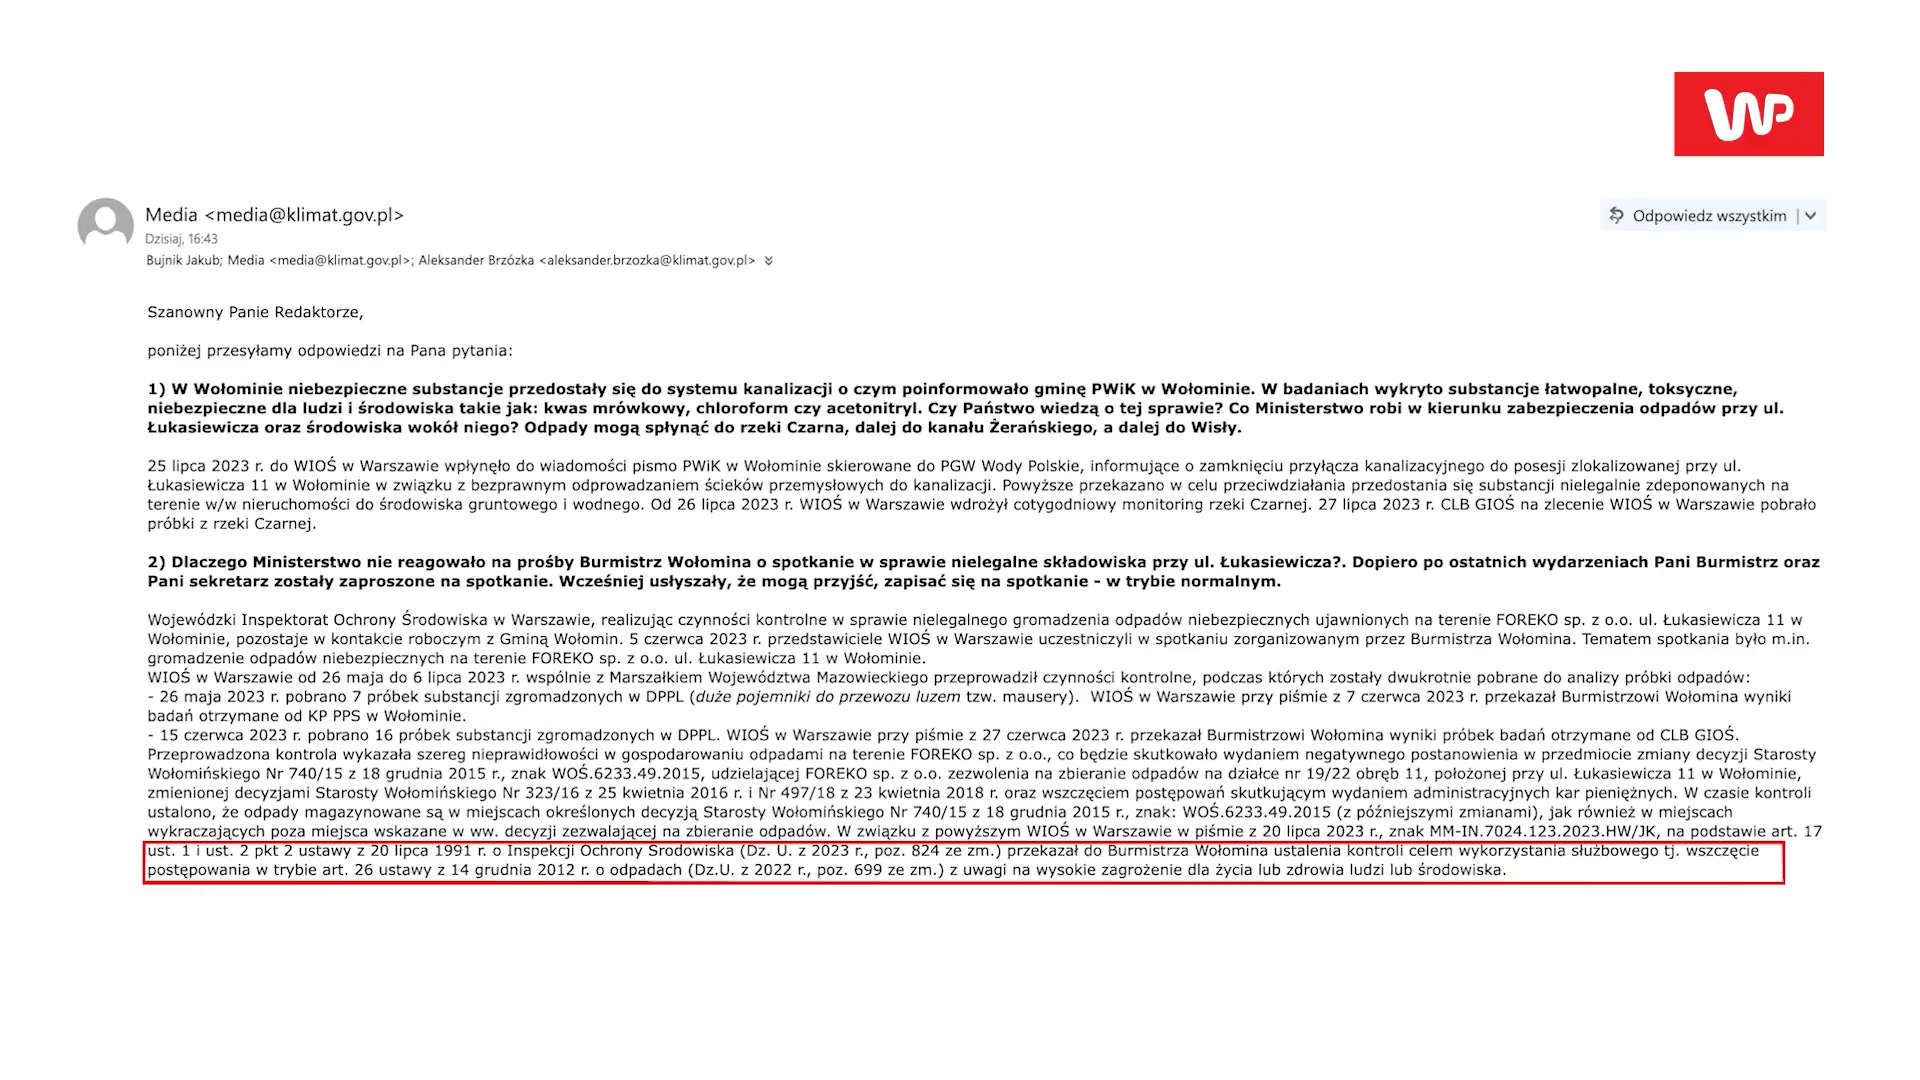 WP
Media <media@klimat.gov.pl>
Dzisiaj, 16:43
Odpowiedz wszystkim
Bujnik Jakub; Media <media@klimat.gov.pl>; Aleksander Brzózka <aleksander.brzozka@klimat.gov.pl>
Szanowny Panie Redaktorze,
poniżej przesyłamy odpowiedzi na Pana pytania:
1) W Wołominie niebezpieczne substancje przedostały się do systemu kanalizacji o czym poinformowało gminę PWiK w Wołominie. W badaniach wykryto substancje łatwopalne, toksyczne,
niebezpieczne dla ludzi i środowiska takie jak: kwas mrówkowy, chloroform czy acetonitryl. Czy Państwo wiedzą o tej sprawie? Co Ministerstwo robi w kierunku zabezpieczenia odpadów przy ul.
Łukasiewicza oraz środowiska wokół niego? Odpady mogą spłynąć do rzeki Czarna, dalej do kanału Żerańskiego, a dalej do Wisły.
25 lipca 2023 r. do WIOŚ w Warszawie wpłynęło do wiadomości pismo PWiK w Wołominie skierowane do PGW Wody Polskie, informujące o zamknięciu przyłącza kanalizacyjnego do posesji zlokalizowanej przy ul.
Łukasiewicza 11 w Wołominie w związku z bezprawnym odprowadzaniem ścieków przemysłowych do kanalizacji. Powyższe przekazano w celu przeciwdziałania przedostania się substancji nielegalnie zdeponowanych na
terenie w/w nieruchomości do środowiska gruntowego i wodnego. Od 26 lipca 2023 r. WIOŚ w Warszawie wdrożył cotygodniowy monitoring rzeki Czarnej. 27 lipca 2023 r. CLB GIOŚ na zlecenie WIOŚ w Warszawie pobrało
próbki z rzeki Czarnej.
2) Dlaczego Ministerstwo nie reagowało na prośby Burmistrz Wołomina o spotkanie w sprawie nielegalne składowiska przy ul. Łukasiewicza?. Dopiero po ostatnich wydarzeniach Pani Burmistrz oraz
Pani sekretarz zostały zaproszone na spotkanie. Wcześniej usłyszały, że mogą przyjść, zapisać się na spotkanie - w trybie normalnym.
Wojewódzki Inspektorat Ochrony Środowiska w Warszawie, realizując czynności kontrolne w sprawie nielegalnego gromadzenia odpadów niebezpiecznych ujawnionych na terenie FOREKO sp. z o.o. ul. Łukasiewicza 11 w
Wołominie, pozostaje w kontakcie roboczym z Gminą Wołomin. 5 czerwca 2023 r. przedstawiciele WIOŚ w Warszawie uczestniczyli w spotkaniu zorganizowanym przez Burmistrza Wołomina. Tematem spotkania było m.in.
gromadzenie odpadów niebezpiecznych na terenie FOREKO sp. z o.o. ul. Łukasiewicza 11 w Wołominie.
WIOŚ w Warszawie od 26 maja do 6 lipca 2023 r. wspólnie z Marszałkiem Województwa Mazowieckiego przeprowadził czynności kontrolne, podczas których zostały dwukrotnie pobrane do analizy próbki odpadów:
- 26 maja 2023 r. pobrano 7 próbek substancji zgromadzonych w DPPL (duże pojemniki do przewozu luzem tzw. mausery). WIOŚ w Warszawie przy piśmie z 7 czerwca 2023 r. przekazał Burmistrzowi Wołomina wyniki
badań otrzymane od KP PPS w Wołominie.
- 15 czerwca 2023 r. pobrano 16 próbek substancji zgromadzonych w DPPL. WIOŚ w Warszawie przy piśmie z 27 czerwca 2023 r. przekazał Burmistrzowi Wołomina wyniki próbek badań otrzymane od CLB GIOŚ.
Przeprowadzona kontrola wykazała szereg nieprawidłowości w gospodarowaniu odpadami na terenie FOREKO sp. z o.o., co będzie skutkowało wydaniem negatywnego postanowienia w przedmiocie zmiany decyzji Starosty
Wołomińskiego Nr 740/15 z 18 grudnia 2015 r., znak WOŚ.6233.49.2015, udzielającej FOREKO sp. z o.o. zezwolenia na zbieranie odpadów na działce nr 19/22 obręb 11, położonej przy ul. Łukasiewicza 11 w Wołominie,
zmienionej decyzjami Starosty Wołomińskiego Nr 323/16 z 25 kwietnia 2016 r. i Nr 497/18 z 23 kwietnia 2018 r. oraz wszczęciem postępowań skutkującym wydaniem administracyjnych kar pieniężnych. W czasie kontroli
ustalono, że odpady magazynowane są w miejscach określonych decyzją Starosty Wołomińskiego Nr 740/15 z 18 grudnia 2015 r., znak: WOŚ.6233.49.2015 (z późniejszymi zmianami), jak również w miejscach
wykraczających poza miejsca wskazane w ww. decyzji zezwalającej na zbieranie odpadów. W związku z powyższym WIOŚ w Warszawie w piśmie z 20 lipca 2023 r., znak MM-IN.7024.123.2023.HW/JK, na podstawie art. 17
ust. 1 i ust. 2 pkt 2 ustawy z 20 lipca 1991 r. o Inspekcji Ochrony Środowiska (Dz. U. z 2023 r., poz. 824 ze zm.) przekazał do Burmistrza Wołomina ustalenia kontroli celem wykorzystania służbowego tj. wszczęcie
postępowania w trybie art. 26 ustawy z 14 grudnia 2012 r. o odpadach (Dz.U. z 2022 r., poz. 699 ze zm.) z uwagi na wysokie zagrożenie dla życia lub zdrowia ludzi lub środowiska.